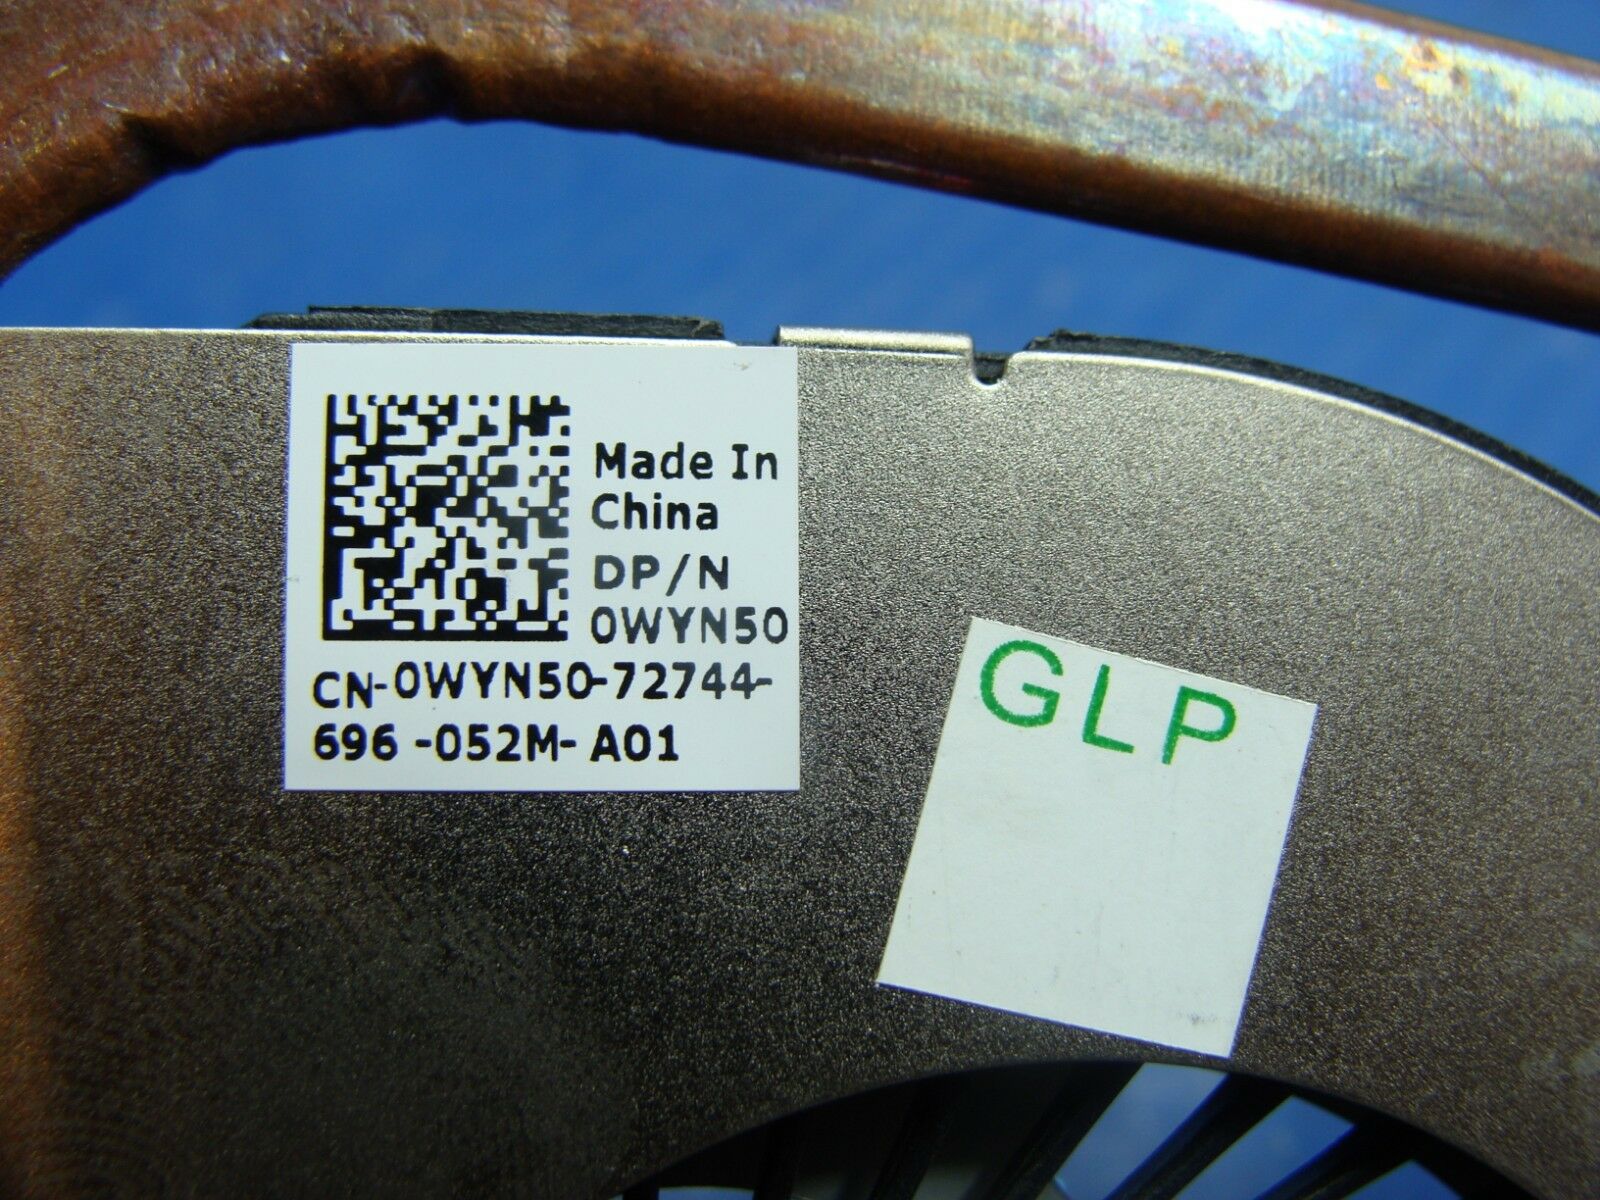 Made In
China
DP/N
0WYN50
CN-0WYN50-72744-
696 -052M- A01
GLP